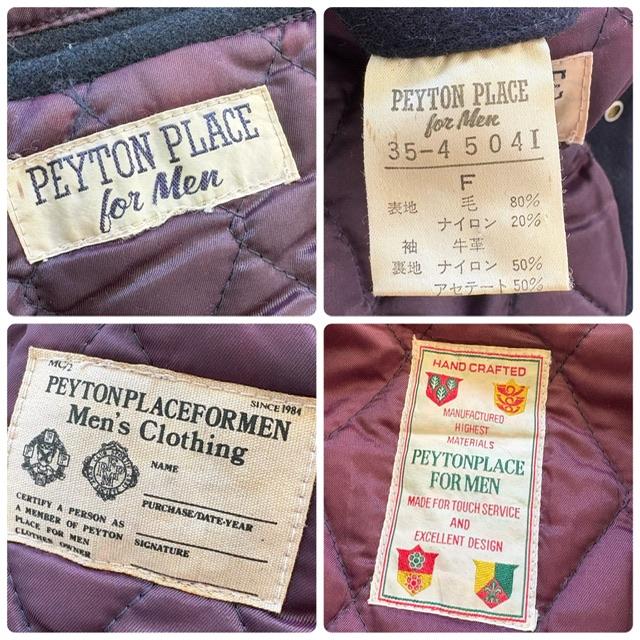 PEYTON PLACE
for Men
PEYTON PLACE
for Men
35-45041
F
表地 毛 80%
ナイロン 20%
袖 牛革
裏地 ナイロン 50%
アセテート 50%
E
MC/2
SINCE 1984
PEYTONPLACEFORMEN
Men's Clothing
NAME
PURCHASE/DATE-YEAR
SIGNATURE
CERTIFY A PERSON AS
A MEMBER OF PEYTON
PLACE FOR MEN
CLOTHES OWNER
HAND CRAFTED
MANUFACTURED
HIGHEST
MATERIALS
PEYTONPLACE
FOR MEN
MADE FOR TOUCH SERVICE
AND
EXCELLENT DESIGN